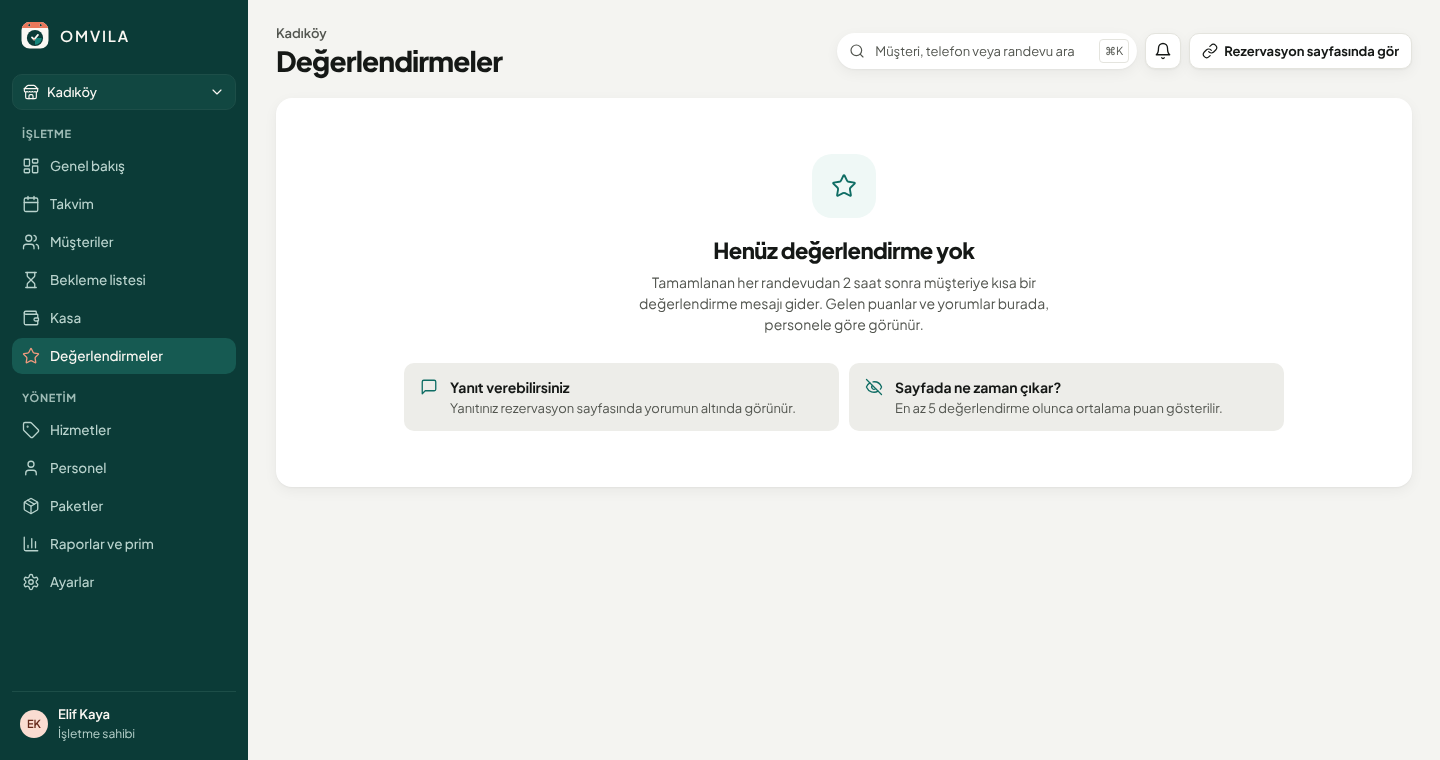 OMVILA
Kadıköy
İŞLETME
Genel bakış
Takvim
Müşteriler
Bekleme listesi
Kasa
Değerlendirmeler
YÖNETİM
Hizmetler
Personel
Paketler
Raporlar ve prim
Ayarlar
EK
Elif Kaya
İşletme sahibi
Kadıköy
Değerlendirmeler
Müşteri, telefon veya randevu ara
⌘K
Rezervasyon sayfasında gör
Henüz değerlendirme yok
Tamamlanan her randevudan 2 saat sonra müşteriye kısa bir
değerlendirme mesajı gider. Gelen puanlar ve yorumlar burada,
personele göre görünür.
Yanıt verebilirsiniz
Yanıtınız rezervasyon sayfasında yorumun altında görünür.
Sayfada ne zaman çıkar?
En az 5 değerlendirme olunca ortalama puan gösterilir.